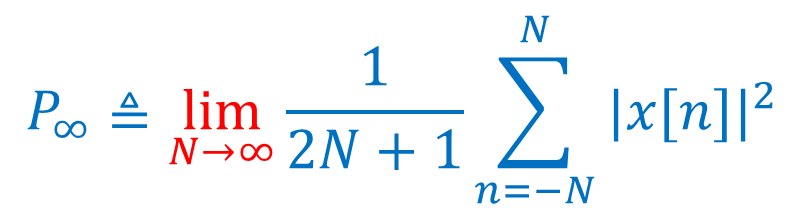 P∞ ≜ lim N→∞ 1/(2N + 1) ∑ n=−N N |x[n]|²